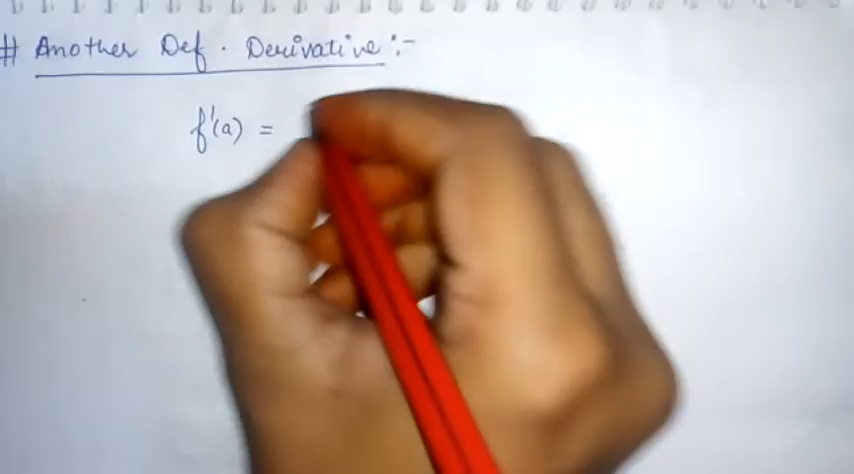 # Another Def. Derivative :-
f'(a) =